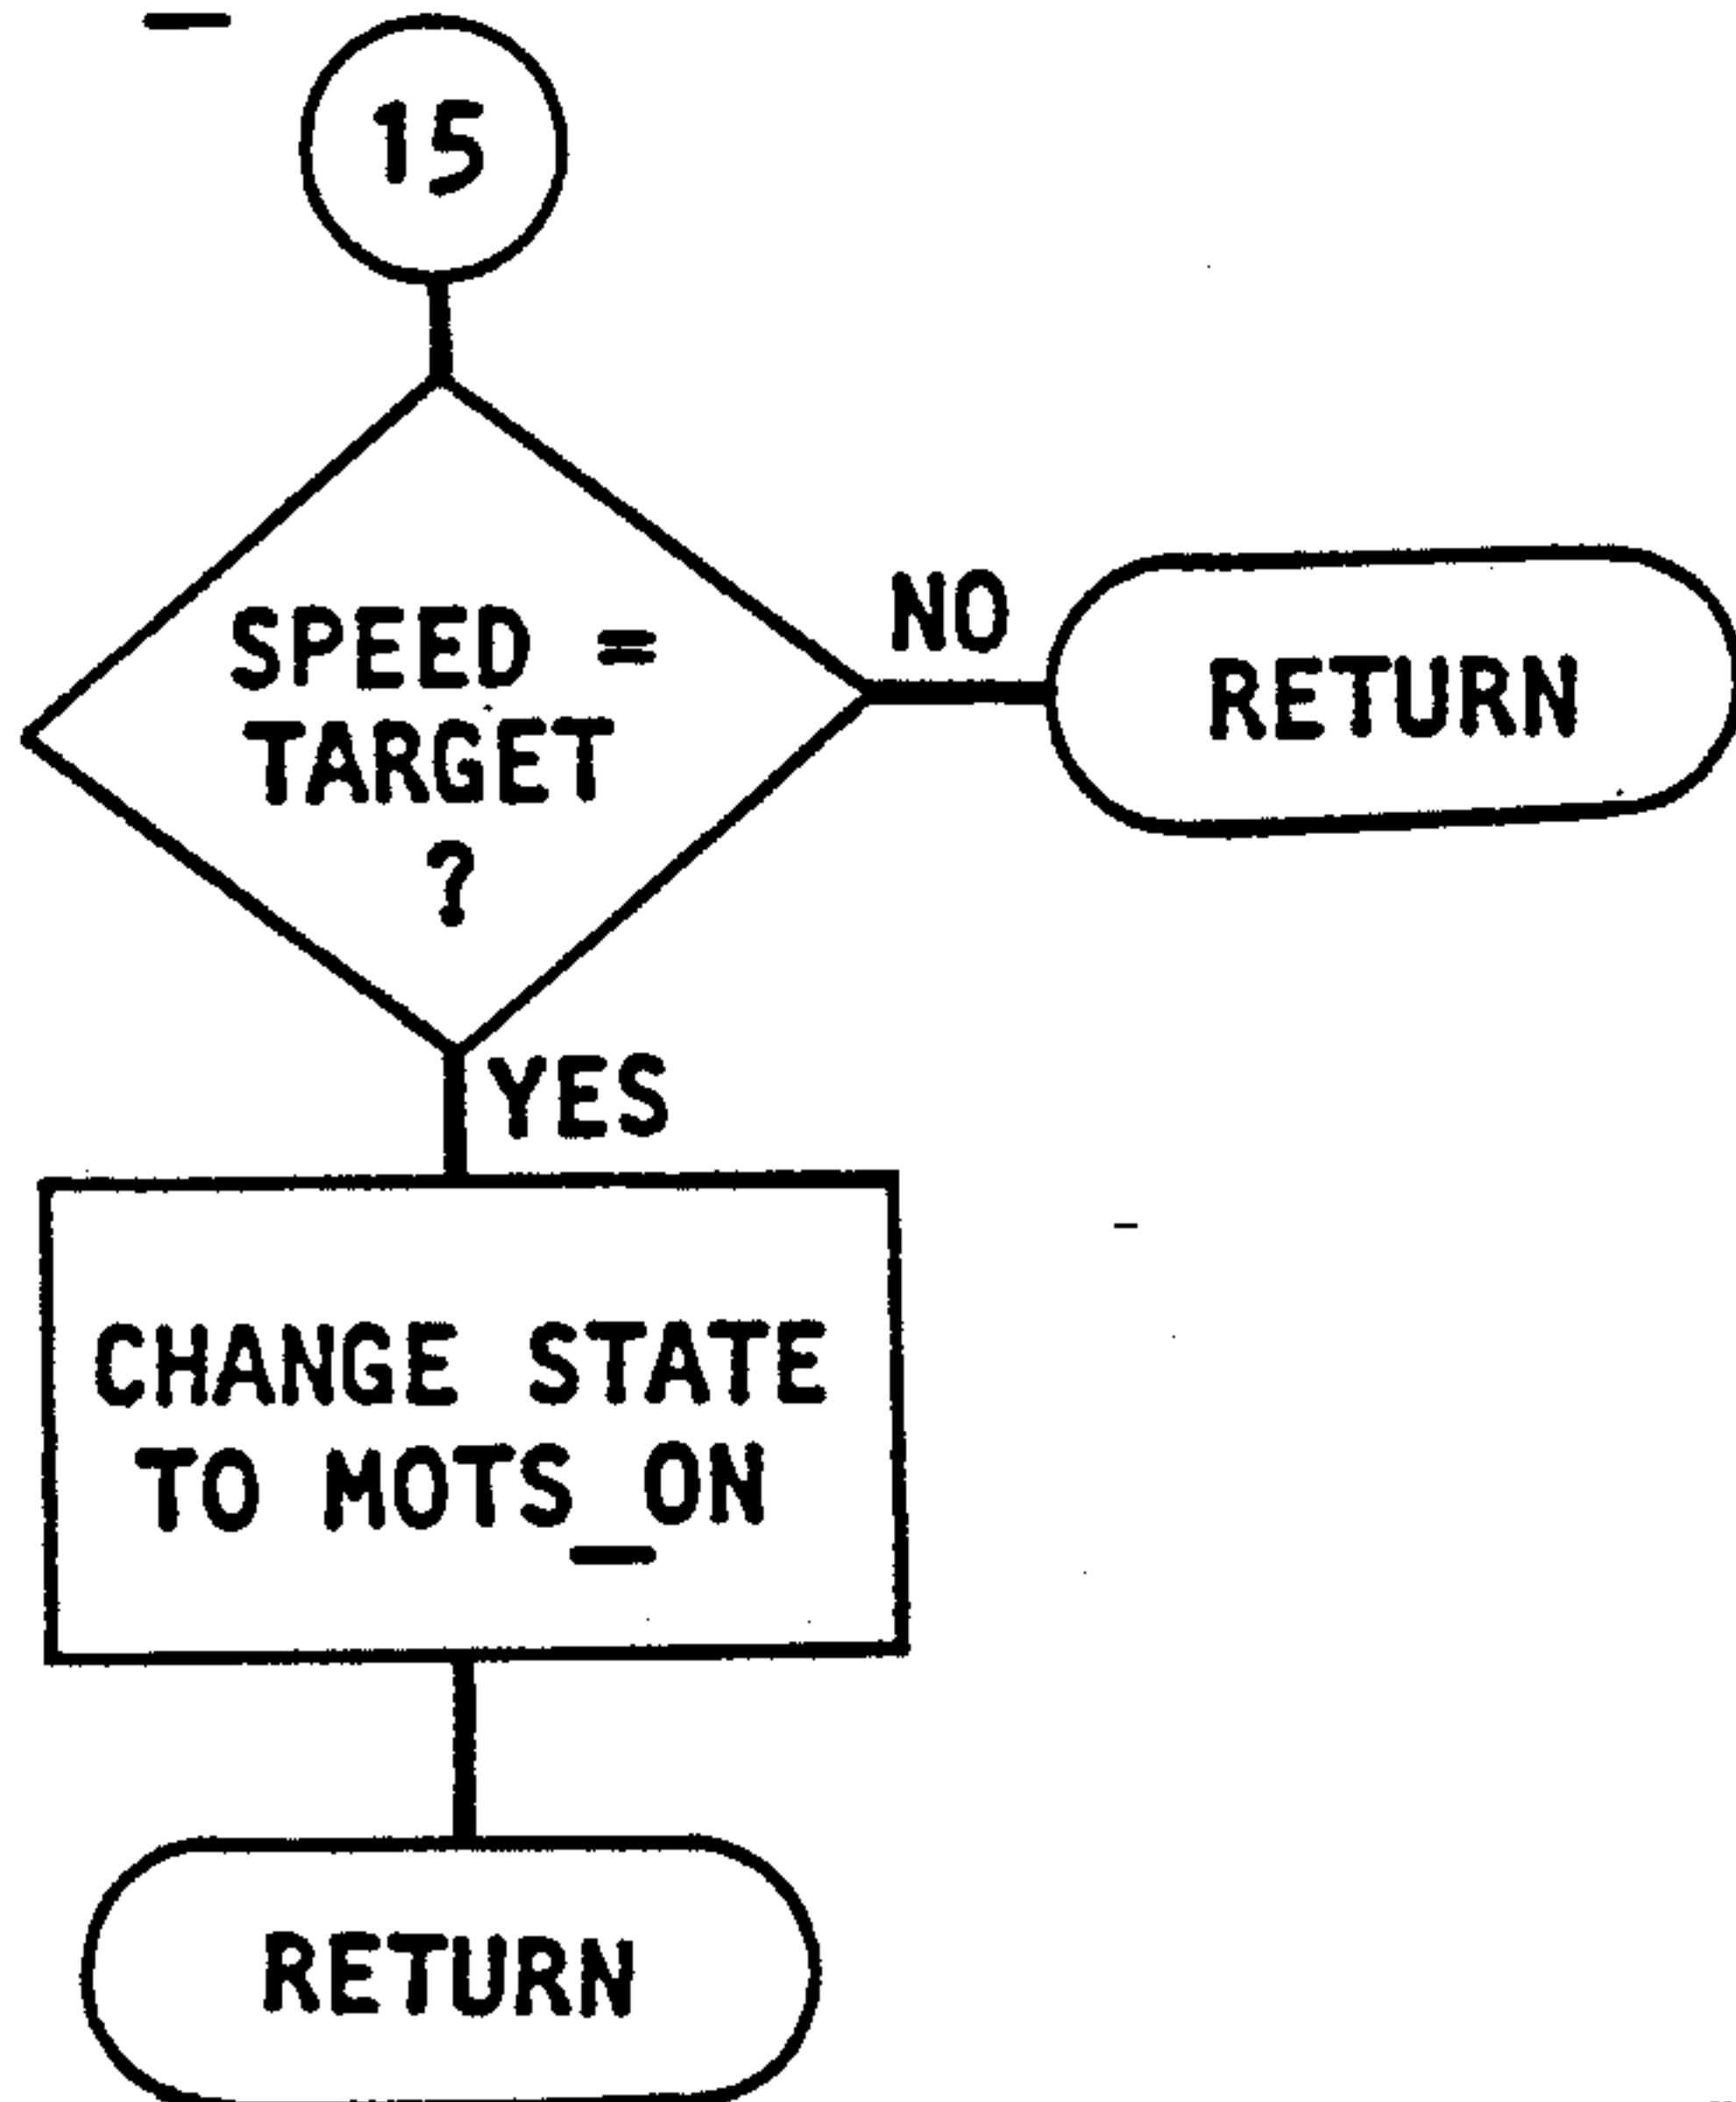 15
SPEED =
TARGET
?
NO
RETURN
YES
CHANGE STATE
TO MOTS_ON
RETURN